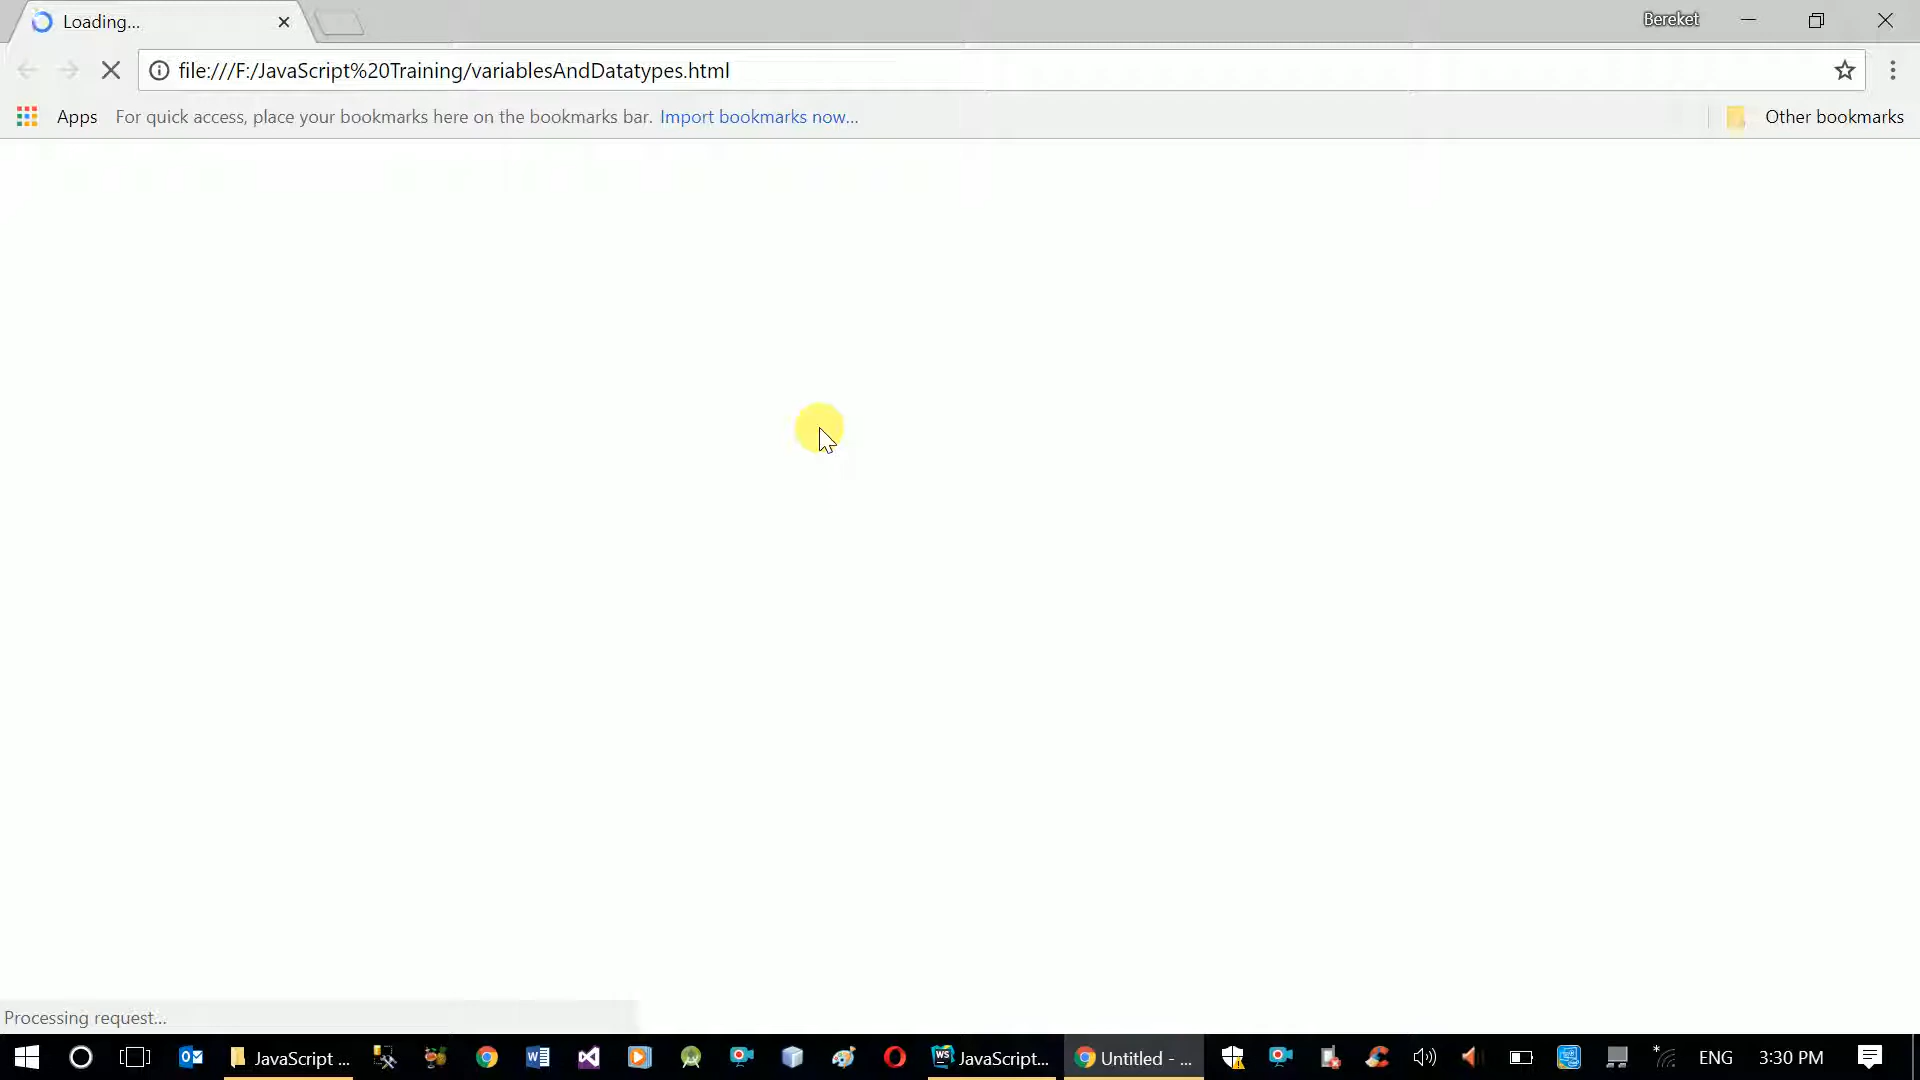 Loading...
Bereket
file:///F:/JavaScript%20Training/variablesAndDatatypes.html
Apps For quick access, place your bookmarks here on the bookmarks bar. Import bookmarks now... Other bookmarks
Processing request...
JavaScript ... JavaScript... Untitled - ... ENG 3:30 PM